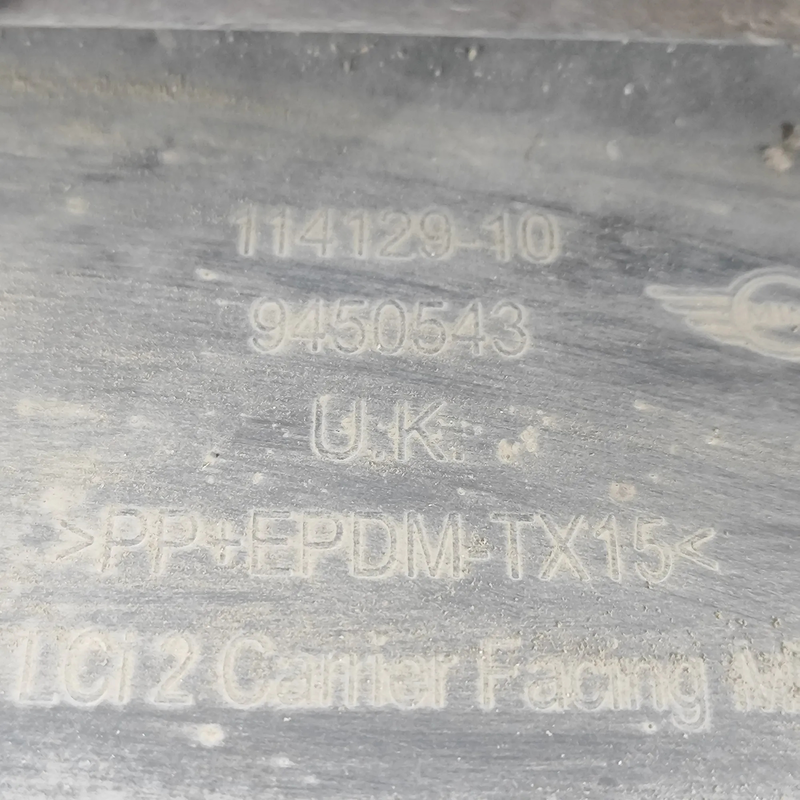 114129-10
9450543
U.K.
>PP+EPDM-TX15<
LCi 2 Carrier Facing